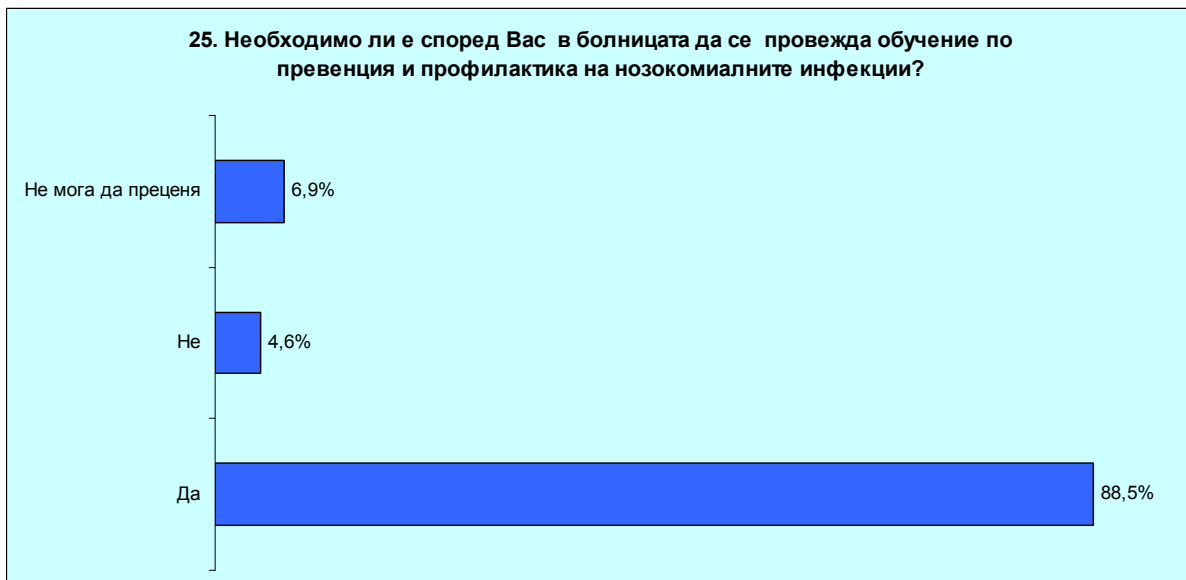 25. Необходимо ли е според Вас в болницата да се провежда обучение по
превенция и профилактика на нозокомиалните инфекции?
Не мога да преценя
6,9%
Не
4,6%
Да
88,5%